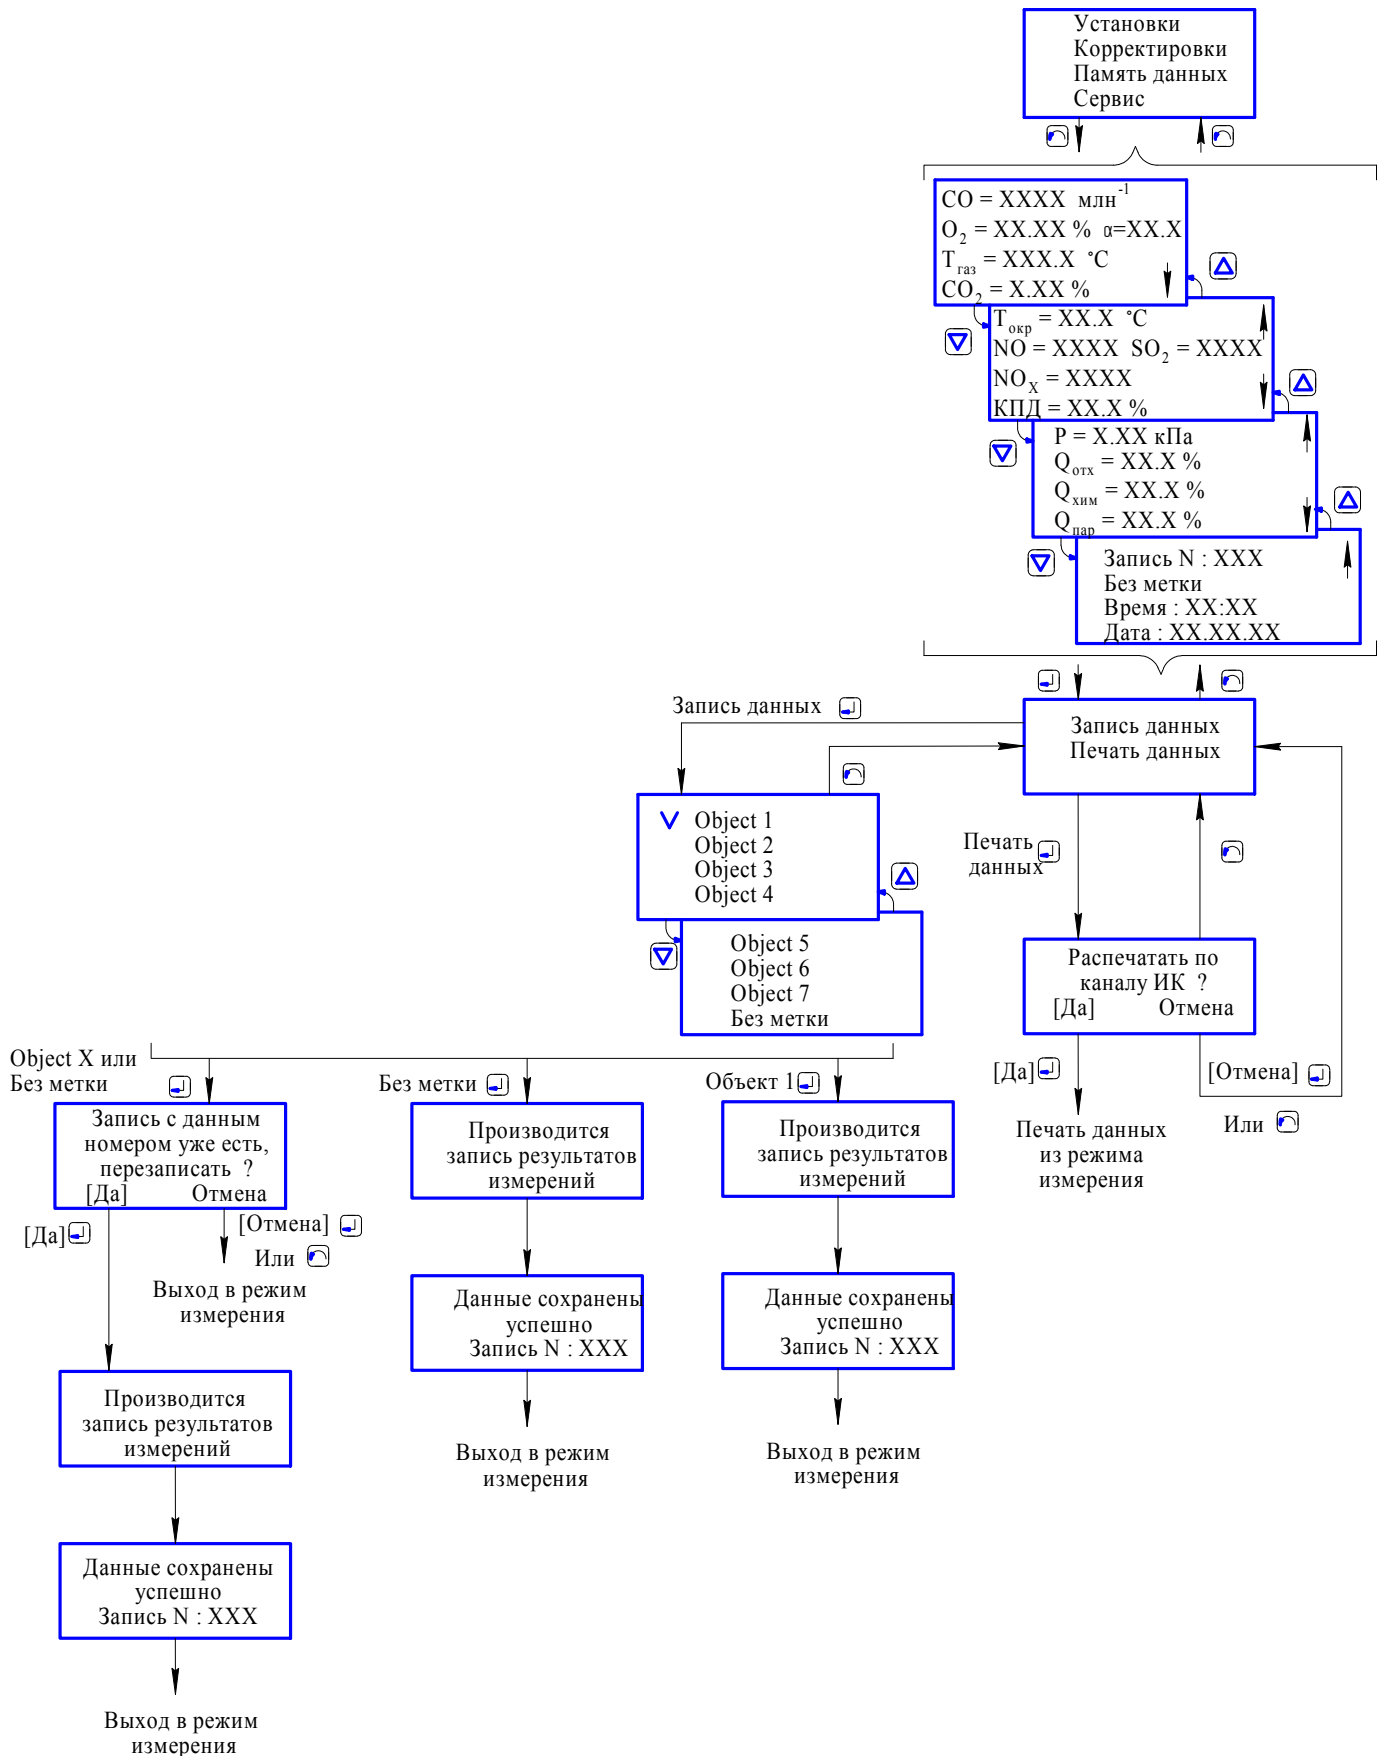 Установки
Корректировки
Память данных
Сервис
CO = XXXX млн⁻¹
O₂ = XX.XX % α=XX.X
Tгаз = XXX.X °C
CO₂ = X.XX %
Tокр = XX.X °C
NO = XXXX SO₂ = XXXX
NOX = XXXX
КПД = XX.X %
P = X.XX кПа
Qотх = XX.X %
Qхим = XX.X %
Qпар = XX.X %
Запись N : XXX
Без метки
Время : XX:XX
Дата : XX.XX.XX
Запись данных
Запись данных
Печать данных
Object 1
Object 2
Object 3
Object 4
Object 5
Object 6
Object 7
Без метки
Печать
данных
Распечатать по
каналу ИК ?
[Да] Отмена
[Да]
[Отмена]
Или
Печать данных
из режима
измерения
Object X или
Без метки
Запись с данным
номером уже есть,
перезаписать ?
[Да] Отмена
[Да]
[Отмена]
Или
Выход в режим
измерения
Производится
запись результатов
измерений
Данные сохранены
успешно
Запись N : XXX
Выход в режим
измерения
Без метки
Производится
запись результатов
измерений
Данные сохранены
успешно
Запись N : XXX
Выход в режим
измерения
Объект 1
Производится
запись результатов
измерений
Данные сохранены
успешно
Запись N : XXX
Выход в режим
измерения